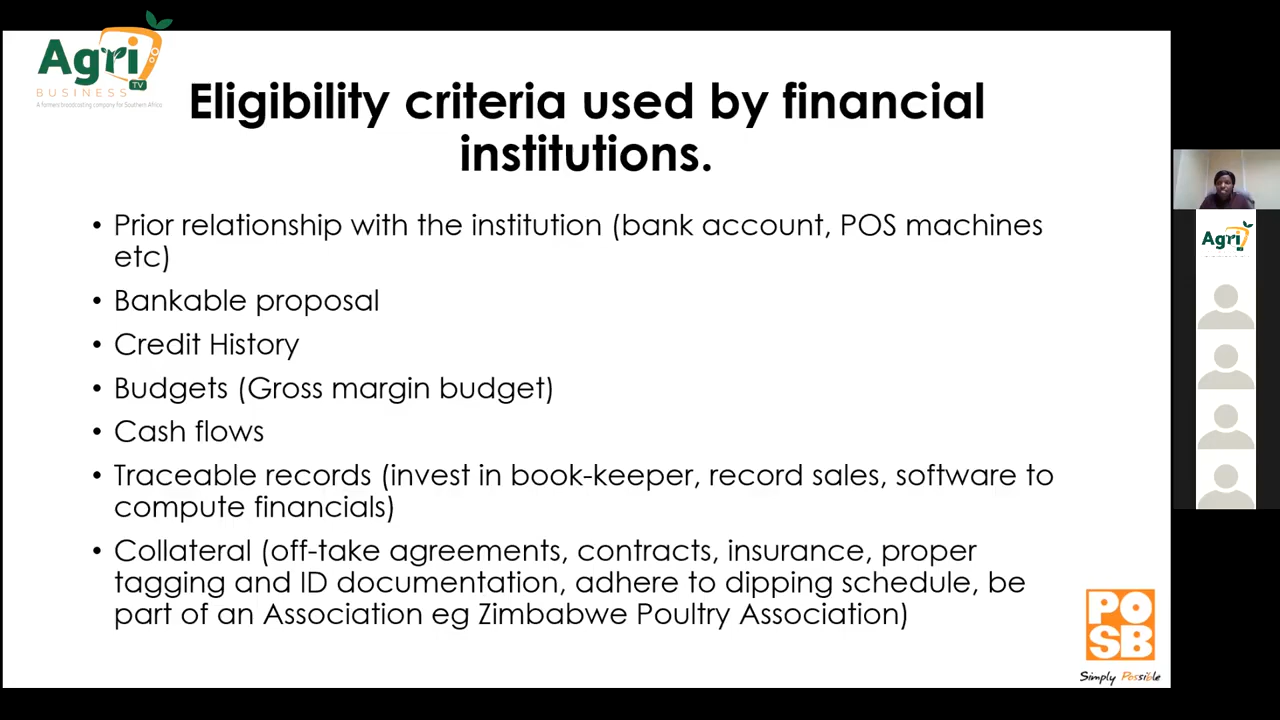 Agri
BUSINESS TV
A farmers broadcasting company for Southern Africa
Eligibility criteria used by financial
institutions.
• Prior relationship with the institution (bank account, POS machines
etc)
• Bankable proposal
• Credit History
• Budgets (Gross margin budget)
• Cash flows
• Traceable records (invest in book-keeper, record sales, software to
compute financials)
• Collateral (off-take agreements, contracts, insurance, proper
tagging and ID documentation, adhere to dipping schedule, be
part of an Association eg Zimbabwe Poultry Association)
PO
SB
Simply Possible
Agri